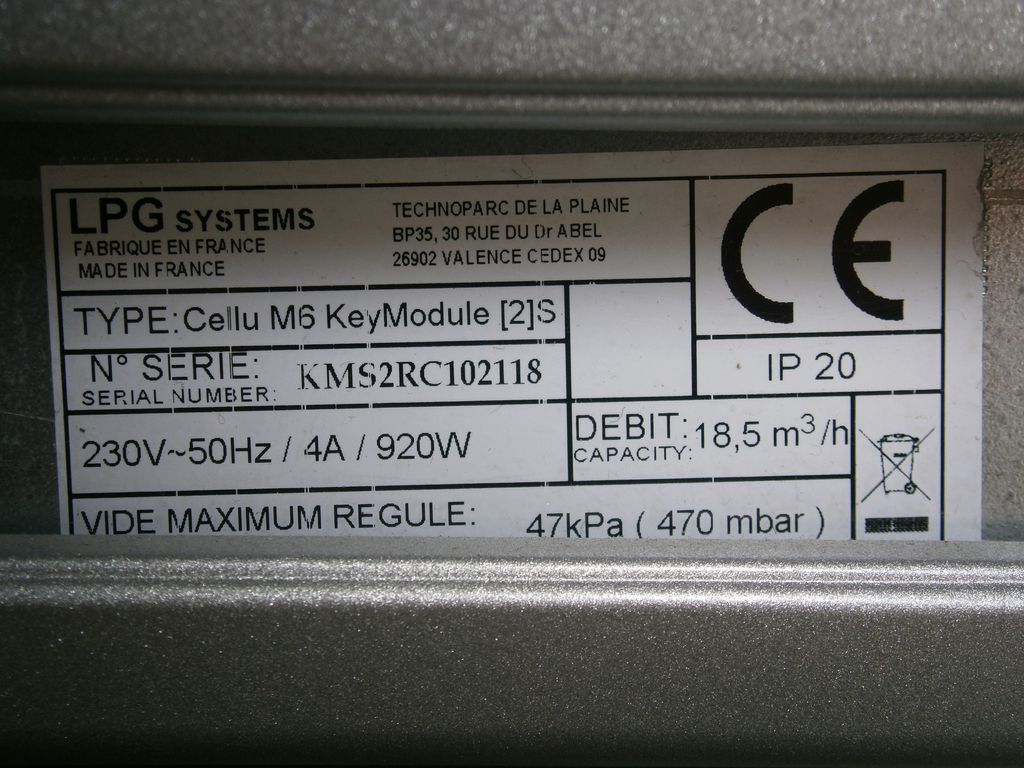 LPG SYSTEMS
FABRIQUE EN FRANCE
MADE IN FRANCE
TECHNOPARC DE LA PLAINE
BP35, 30 RUE DU Dr ABEL
26902 VALENCE CEDEX 09
CE
TYPE: Cellu M6 KeyModule [2]S
IP 20
N° SERIE: KMS2RC102118
SERIAL NUMBER:
230V~50Hz / 4A / 920W
DEBIT: 18,5 m³/h
CAPACITY:
VIDE MAXIMUM REGULE: 47kPa ( 470 mbar )